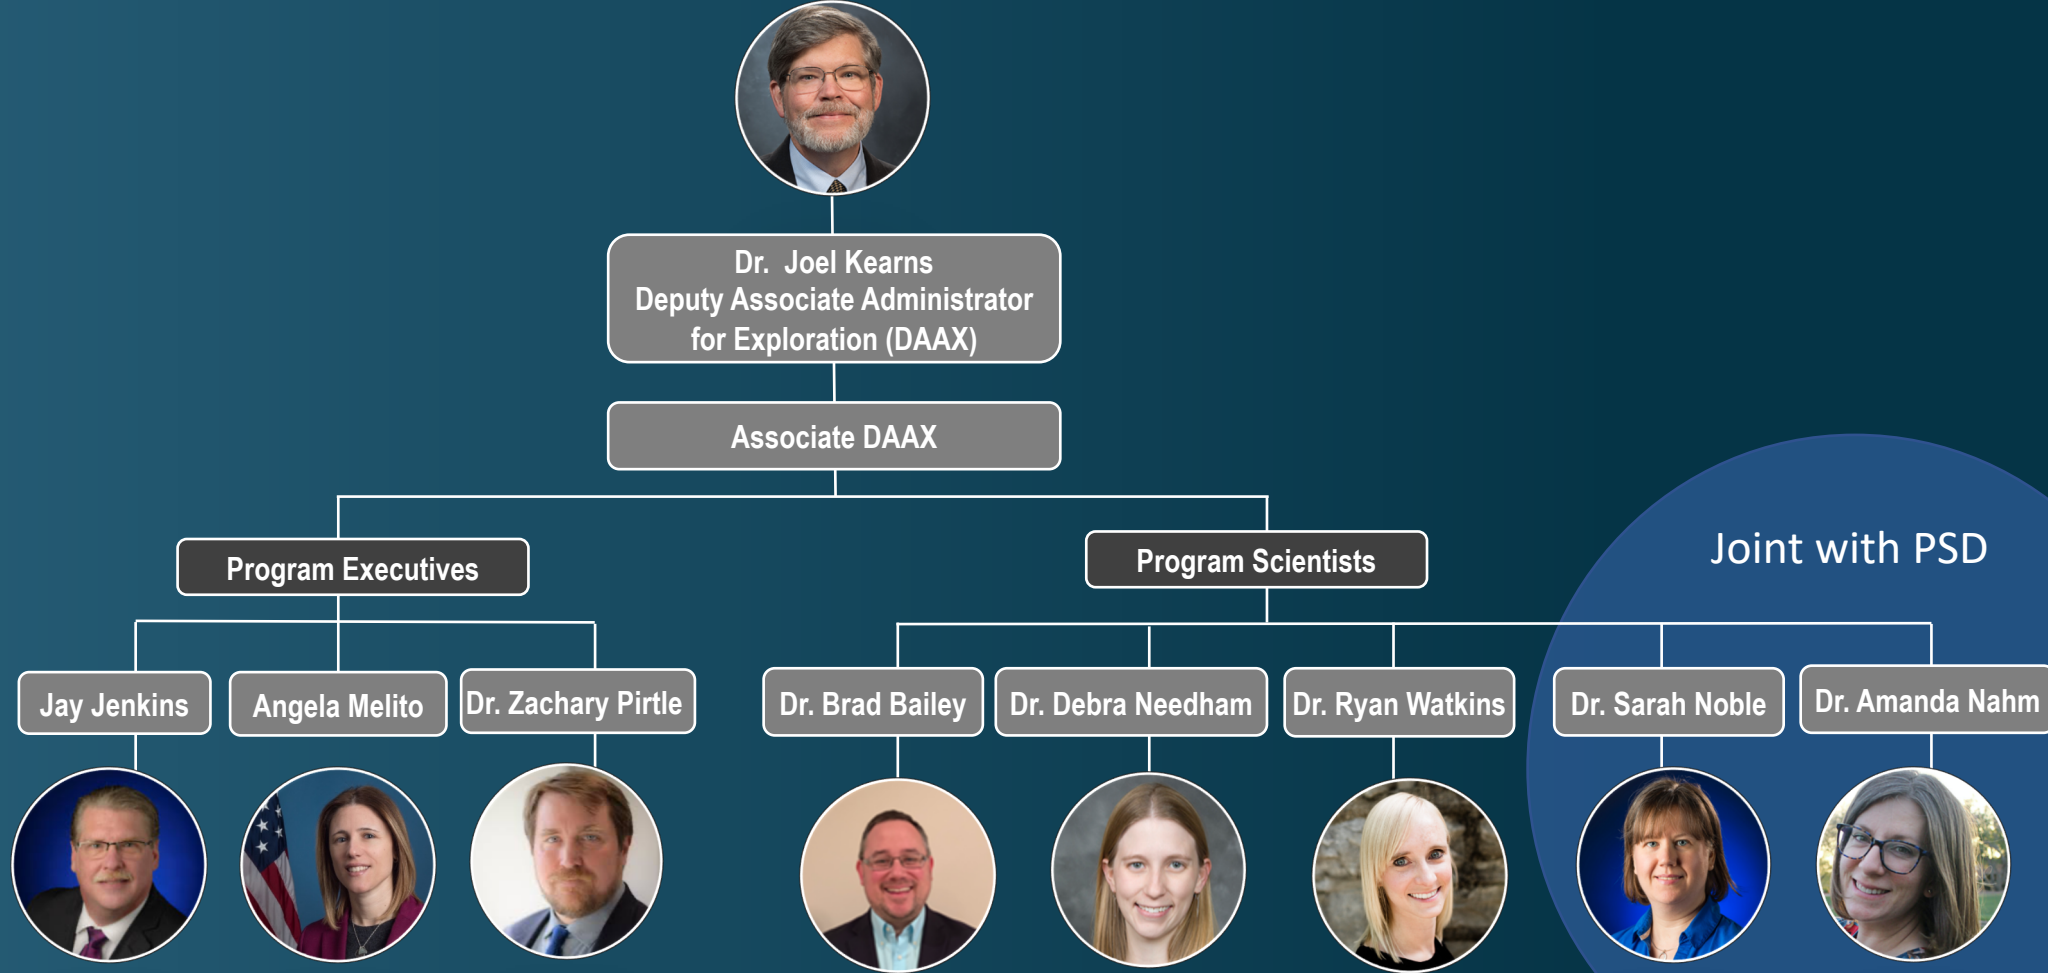 Dr. Joel Kearns
Deputy Associate Administrator
for Exploration (DAAX)
Associate DAAX
Program Executives
Program Scientists
Joint with PSD
Jay Jenkins
Angela Melito
Dr. Zachary Pirtle
Dr. Brad Bailey
Dr. Debra Needham
Dr. Ryan Watkins
Dr. Sarah Noble
Dr. Amanda Nahm